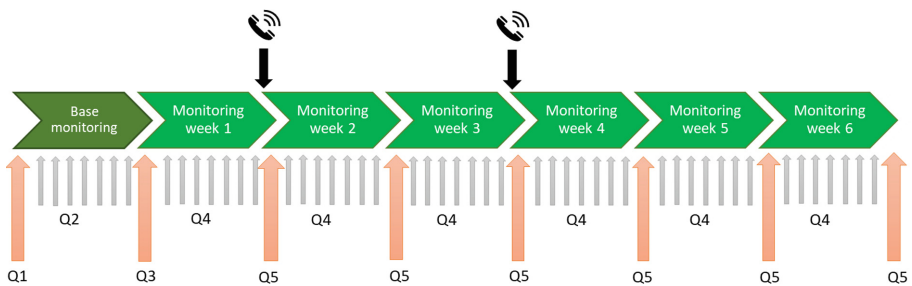 Base
monitoring
Monitoring
week 1
Monitoring
week 2
Monitoring
week 3
Monitoring
week 4
Monitoring
week 5
Monitoring
week 6
Q2
Q4
Q4
Q4
Q4
Q4
Q4
Q1
Q3
Q5
Q5
Q5
Q5
Q5
Q5